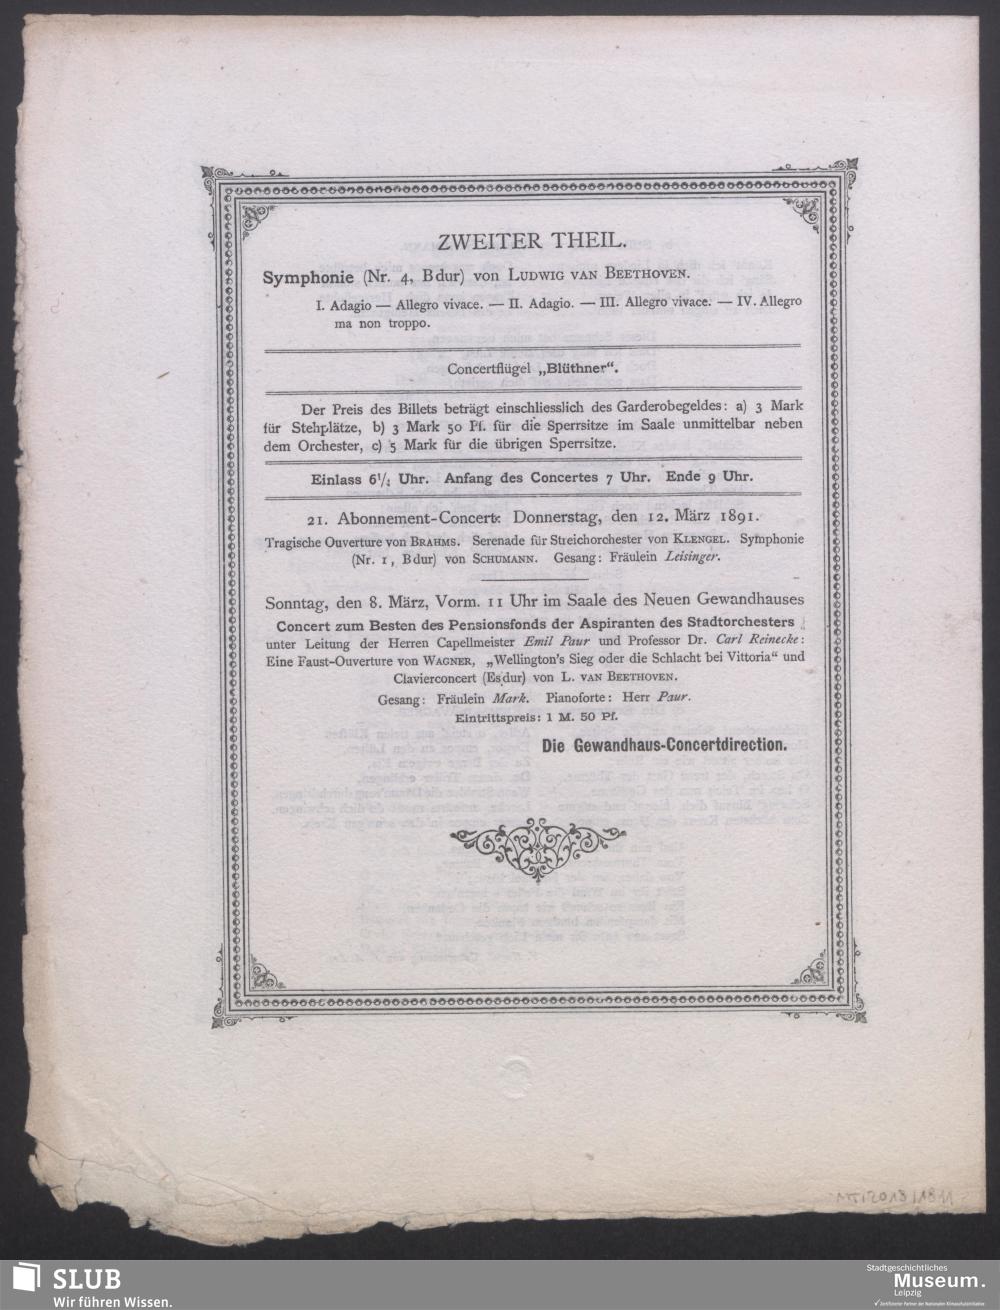 ZWEITER THEIL.
Symphonie (Nr. 4, Bdur) von LUDWIG VAN BEETHOVEN.
I. Adagio — Allegro vivace. — II. Adagio. — III. Allegro vivace. — IV. Allegro
ma non troppo.
Concertflügel „Blüthner“.
Der Preis des Billets beträgt einschliesslich des Garderobegeldes: a) 3 Mark
für Stehplätze, b) 3 Mark 50 Pf. für die Sperrsitze im Saale unmittelbar neben
dem Orchester, c) 5 Mark für die übrigen Sperrsitze.
Einlass 6½ Uhr. Anfang des Concertes 7 Uhr. Ende 9 Uhr.
21. Abonnement-Concert: Donnerstag, den 12. März 1891.
Tragische Ouverture von BRAHMS. Serenade für Streichorchester von KLENGEL. Symphonie
(Nr. 1, Bdur) von SCHUMANN. Gesang: Fräulein Leisinger.
Sonntag, den 8. März, Vorm. 11 Uhr im Saale des Neuen Gewandhauses
Concert zum Besten des Pensionsfonds der Aspiranten des Stadtorchesters
unter Leitung der Herren Capellmeister Emil Paur und Professor Dr. Carl Reinecke:
Eine Faust-Ouverture von WAGNER, „Wellington's Sieg oder die Schlacht bei Vittoria“ und
Clavierconcert (Es dur) von L. VAN BEETHOVEN.
Gesang: Fräulein Mark. Pianoforte: Herr Paur.
Eintrittspreis: 1 M. 50 Pf.
Die Gewandhaus-Concertdirection.
MT/2018/1811
SLUB
Wir führen Wissen.
Stadtgeschichtliches
Museum.
Leipzig